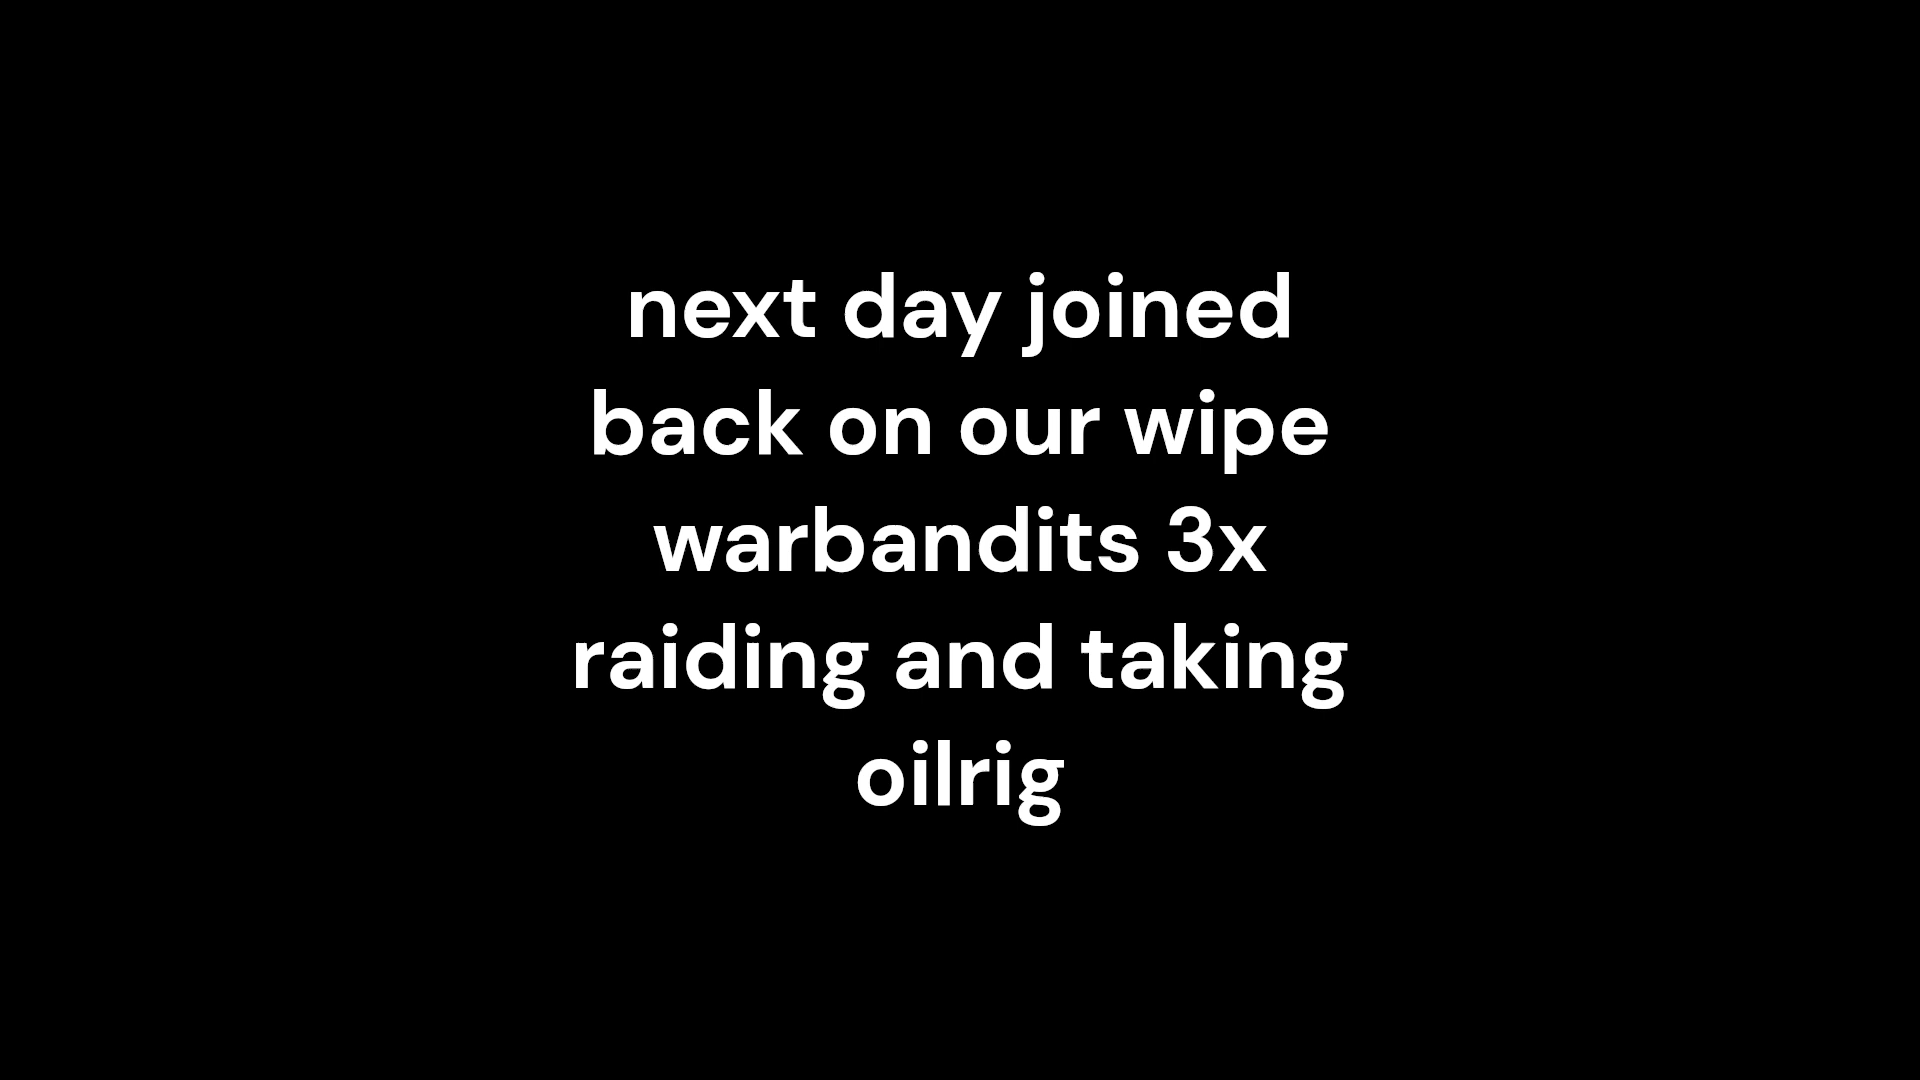 next day joined
back on our wipe
warbandits 3x
raiding and taking
oilrig